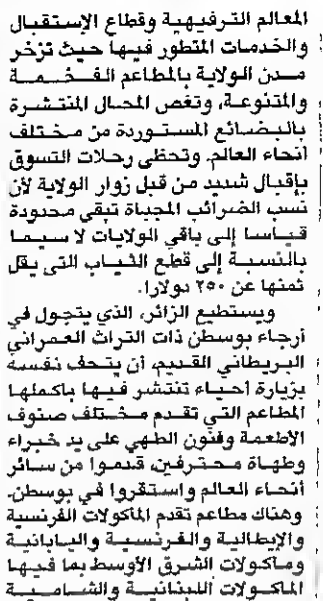 المعالم الترفيهية وقطاع الإستقبال
والخدمات المتطور فيها حيث تزخر
مدن الولاية بالمطاعم الفخمة
والمتنوعة، وتغص المحال المنتشرة
بالبضائع المستوردة من مختلف
أنحاء العالم. وتحظى رحلات التسوق
بإقبال شديد من قبل زوار الولاية لأن
نسب الضرائب المجباة تبقى محدودة
قياسا إلى باقي الولايات لا سيما
بالنسبة إلى قطع الثياب التي يقل
ثمنها عن ٢٥٠ دولارا.
ويستطيع الزائر، الذي يتجول في
أرجاء بوسطن ذات التراث العمراني
البريطاني القديم، أن يتحف نفسه
بزيارة أحياء تنتشر فيها بأكملها
المطاعم التي تقدم مختلف صنوف
الأطعمة وفنون الطهي على يد خبراء
وطهاة محترفين، قدموا من سائر
أنحاء العالم واستقروا في بوسطن.
وهناك مطاعم تقدم المأكولات الفرنسية
والإيطالية والفرنسية واليابانية
ومأكولات الشرق الأوسط بما فيها
المأكولات اللبنانية والشامية